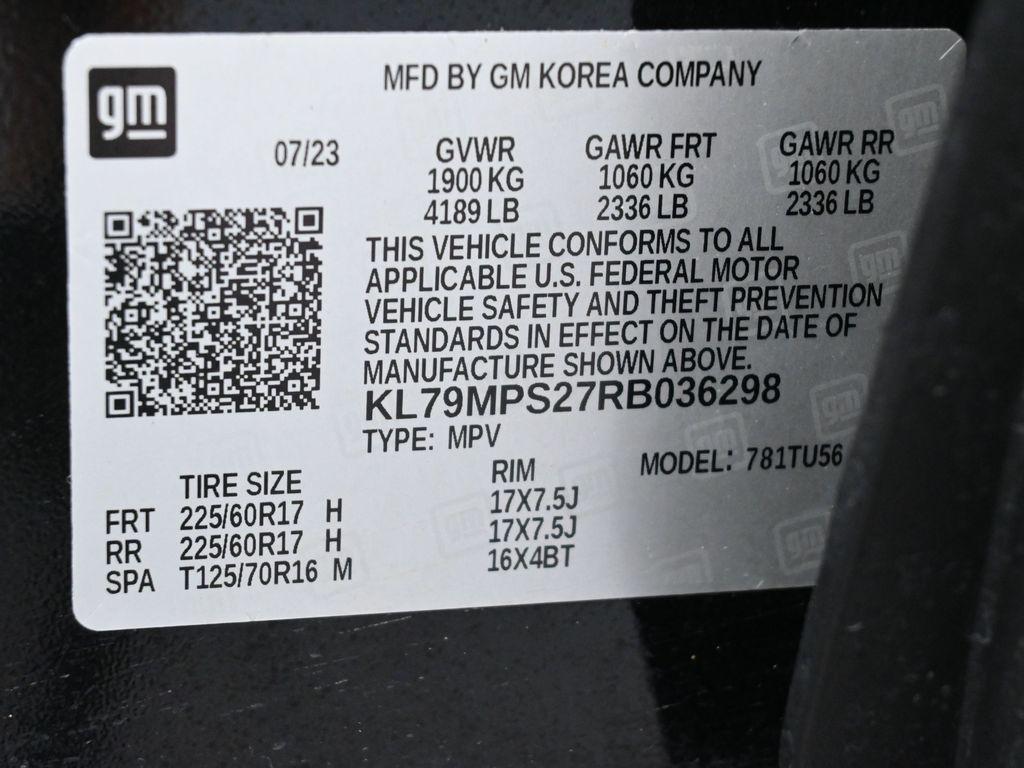 gm
MFD BY GM KOREA COMPANY
07/23 GVWR GAWR FRT GAWR RR
1900 KG 1060 KG 1060 KG
4189 LB 2336 LB 2336 LB
THIS VEHICLE CONFORMS TO ALL
APPLICABLE U.S. FEDERAL MOTOR
VEHICLE SAFETY AND THEFT PREVENTION
STANDARDS IN EFFECT ON THE DATE OF
MANUFACTURE SHOWN ABOVE.
KL79MPS27RB036298
TYPE: MPV
MODEL: 781TU56
TIRE SIZE RIM
FRT 225/60R17 H 17X7.5J
RR 225/60R17 H 17X7.5J
SPA T125/70R16 M 16X4BT